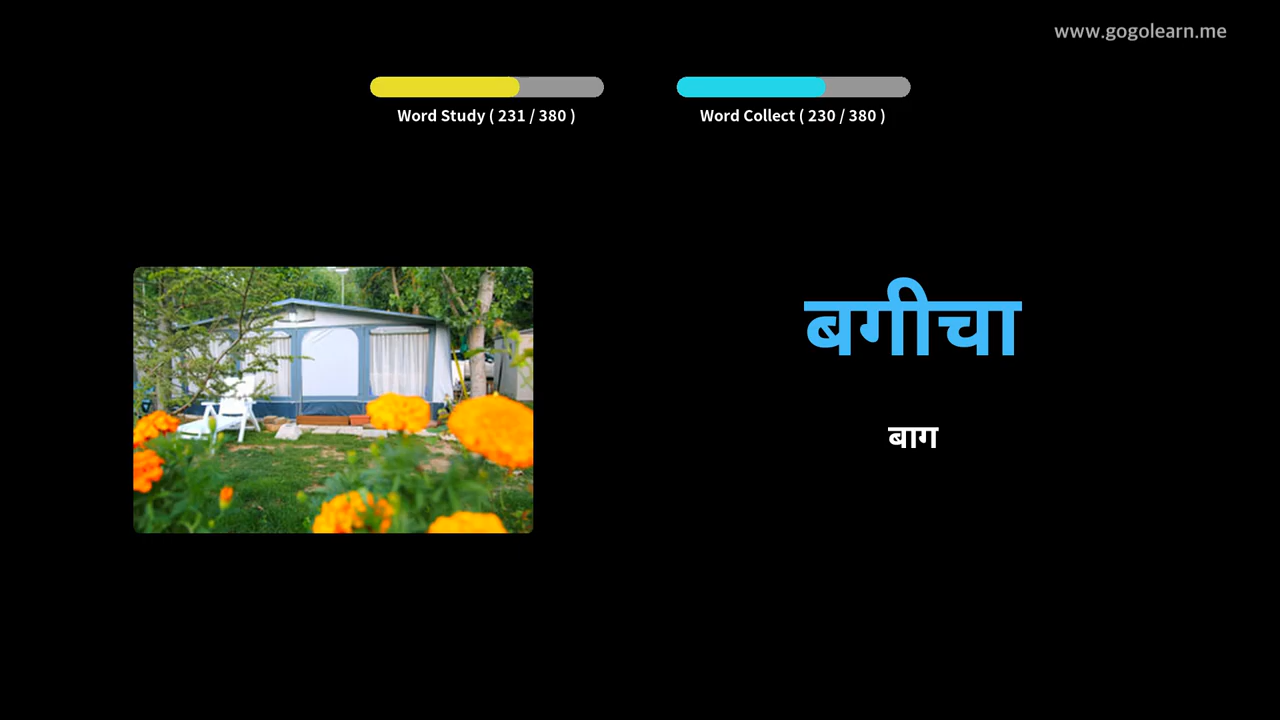 www.gogolearn.me
Word Study ( 231 / 380 )
Word Collect ( 230 / 380 )
बगीचा
बाग